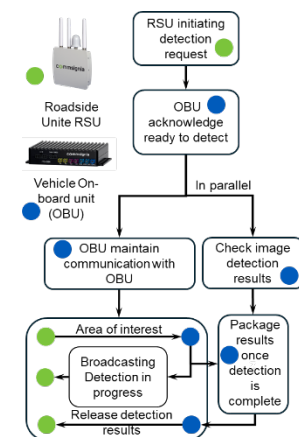 RSU initiating
detection
request
commsignia
Roadside
Unite RSU
OBU
acknowledge
ready to detect
Vehicle On-
board unit
(OBU)
In parallel
OBU maintain
communication with
OBU
Check image
detection
results
Area of interest
Broadcasting
Detection in
progress
Release detection
results
Package
results
once
detection
is
complete